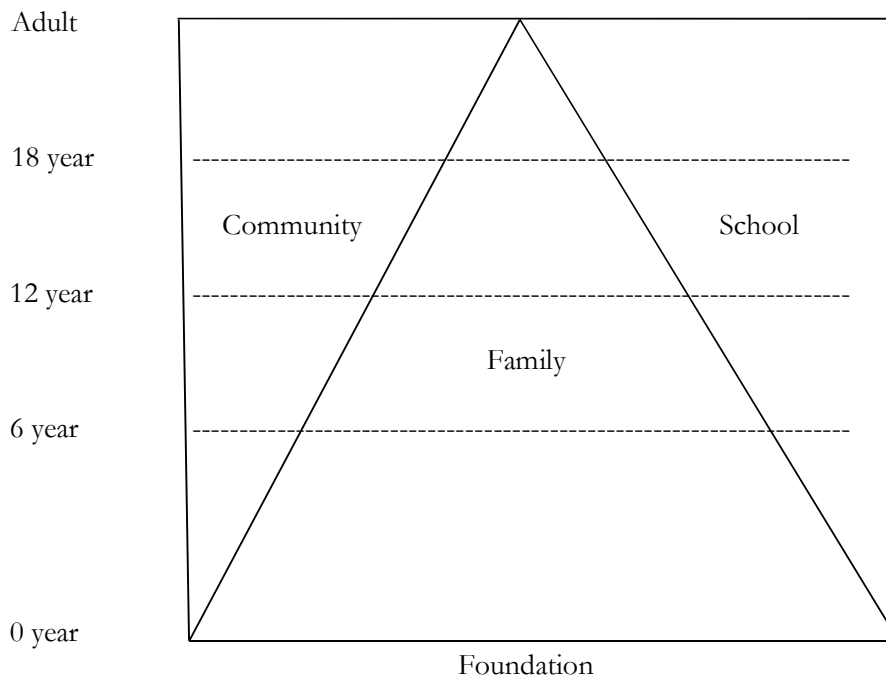 Adult
18 year
Community
School
12 year
Family
6 year
0 year
Foundation